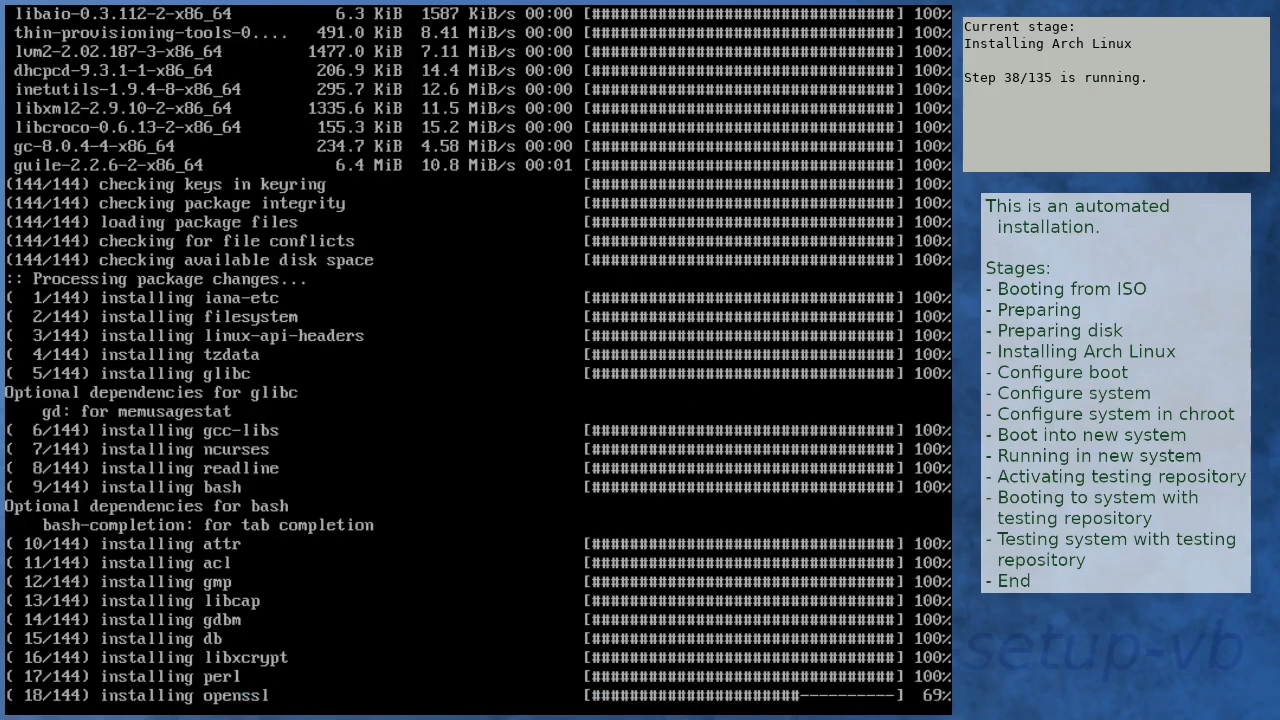 libaio-0.3.112-2-x86_64 6.3 KiB 1587 KiB/s 00:00 [################################] 100%
thin-provisioning-tools-0.... 491.0 KiB 8.41 MiB/s 00:00 [################################] 100%
lvm2-2.02.187-3-x86_64 1477.0 KiB 7.11 MiB/s 00:00 [################################] 100%
dhcpcd-9.3.1-1-x86_64 206.9 KiB 14.4 MiB/s 00:00 [################################] 100%
inetutils-1.9.4-8-x86_64 295.7 KiB 12.6 MiB/s 00:00 [################################] 100%
libxml2-2.9.10-2-x86_64 1335.6 KiB 11.5 MiB/s 00:00 [################################] 100%
libcroco-0.6.13-2-x86_64 155.3 KiB 15.2 MiB/s 00:00 [################################] 100%
gc-8.0.4-4-x86_64 234.7 KiB 4.58 MiB/s 00:00 [################################] 100%
guile-2.2.6-2-x86_64 6.4 MiB 10.8 MiB/s 00:01 [################################] 100%
(144/144) checking keys in keyring [################################] 100%
(144/144) checking package integrity [################################] 100%
(144/144) loading package files [################################] 100%
(144/144) checking for file conflicts [################################] 100%
(144/144) checking available disk space [################################] 100%
:: Processing package changes...
( 1/144) installing iana-etc [################################] 100%
( 2/144) installing filesystem [################################] 100%
( 3/144) installing linux-api-headers [################################] 100%
( 4/144) installing tzdata [################################] 100%
( 5/144) installing glibc [################################] 100%
Optional dependencies for glibc
gd: for memusagestat
( 6/144) installing gcc-libs [################################] 100%
( 7/144) installing ncurses [################################] 100%
( 8/144) installing readline [################################] 100%
( 9/144) installing bash [################################] 100%
Optional dependencies for bash
bash-completion: for tab completion
( 10/144) installing attr [################################] 100%
( 11/144) installing acl [################################] 100%
( 12/144) installing gmp [################################] 100%
( 13/144) installing libcap [################################] 100%
( 14/144) installing gdbm [################################] 100%
( 15/144) installing db [################################] 100%
( 16/144) installing libxcrypt [################################] 100%
( 17/144) installing perl [################################] 100%
( 18/144) installing openssl [######################----------] 69%
Current stage:
Installing Arch Linux
Step 38/135 is running.
This is an automated
installation.
Stages:
- Booting from ISO
- Preparing
- Preparing disk
- Installing Arch Linux
- Configure boot
- Configure system
- Configure system in chroot
- Boot into new system
- Running in new system
- Activating testing repository
- Booting to system with
testing repository
- Testing system with testing
repository
- End
setup-vb